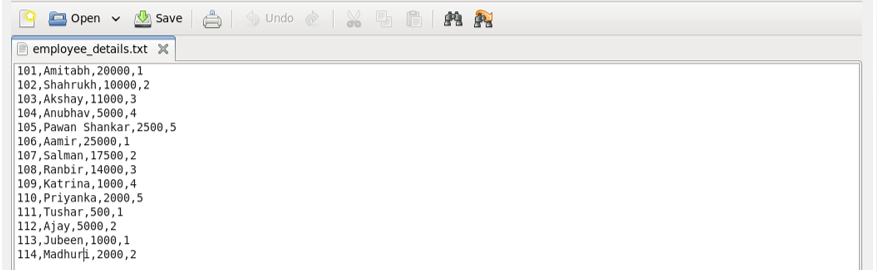 Open Save Undo
employee_details.txt
101,Amitabh,20000,1
102,Shahrukh,10000,2
103,Akshay,11000,3
104,Anubhav,5000,4
105,Pawan Shankar,2500,5
106,Aamir,25000,1
107,Salman,17500,2
108,Ranbir,14000,3
109,Katrina,1000,4
110,Priyanka,2000,5
111,Tushar,500,1
112,Ajay,5000,2
113,Jubeen,1000,1
114,Madhuri,2000,2